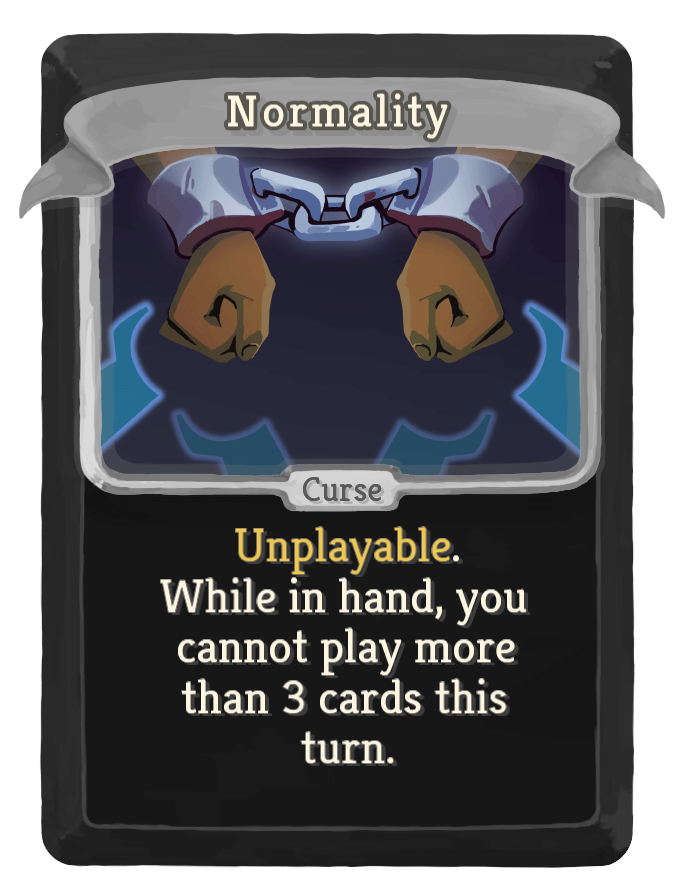 Normality
Curse
Unplayable.
While in hand, you
cannot play more
than 3 cards this
turn.